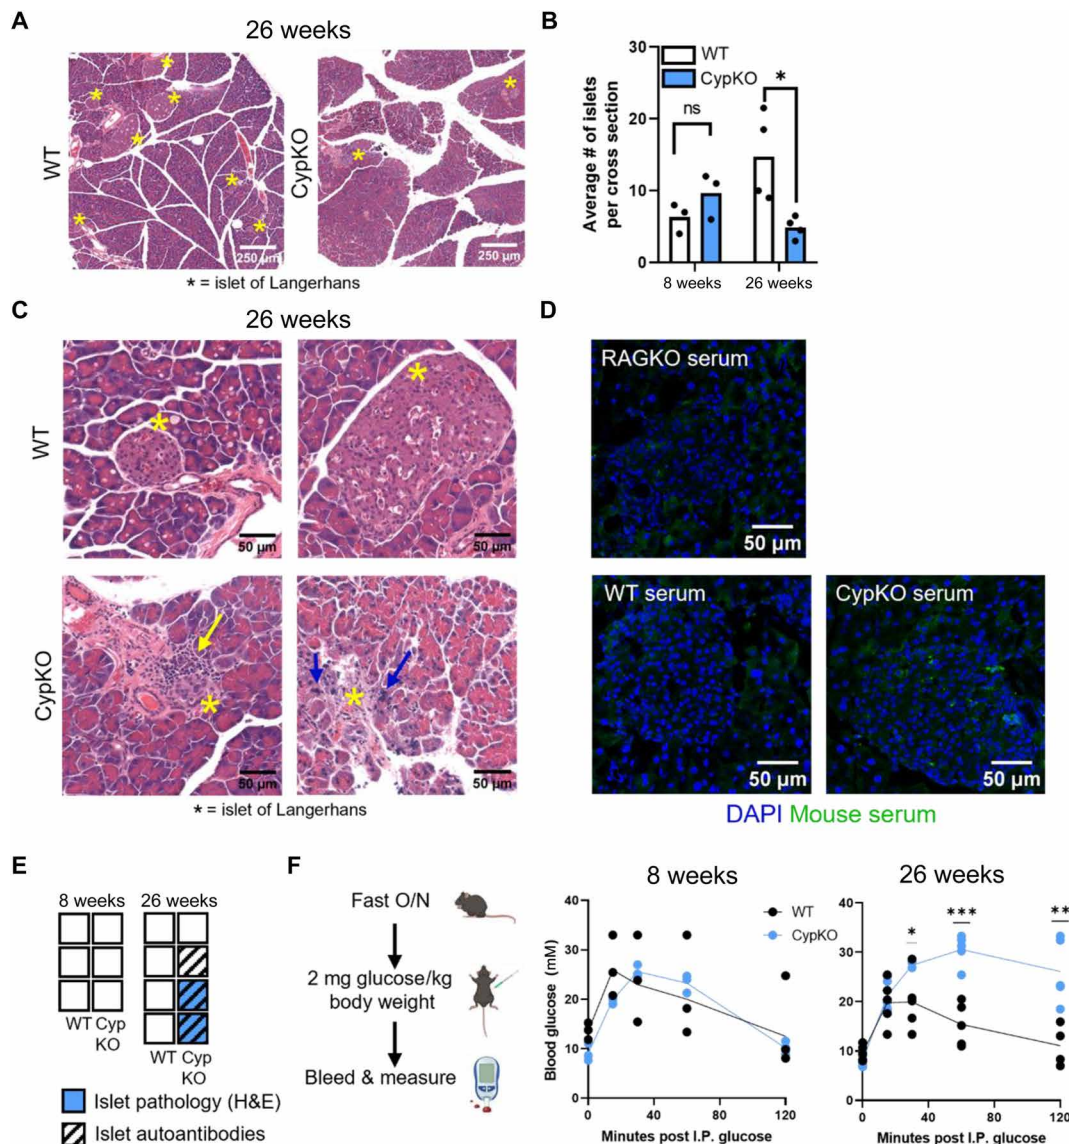 A
26 weeks
WT
CypKO
250 µm
250 µm
* = islet of Langerhans
B
Average # of islets
per cross section
30
20
10
0
WT
CypKO
ns
*
8 weeks
26 weeks
C
26 weeks
WT
CypKO
50 µm
50 µm
50 µm
50 µm
* = islet of Langerhans
D
RAGKO serum
50 µm
WT serum
50 µm
CypKO serum
50 µm
DAPI Mouse serum
E
8 weeks
26 weeks
WT Cyp
KO
WT Cyp
KO
Islet pathology (H&E)
Islet autoantibodies
F
Fast O/N
2 mg glucose/kg
body weight
Bleed & measure
8 weeks
Blood glucose (mM)
40
30
20
10
0
40
80
120
Minutes post I.P. glucose
WT
CypKO
26 weeks
40
30
20
10
0
40
80
120
Minutes post I.P. glucose
*
***
**